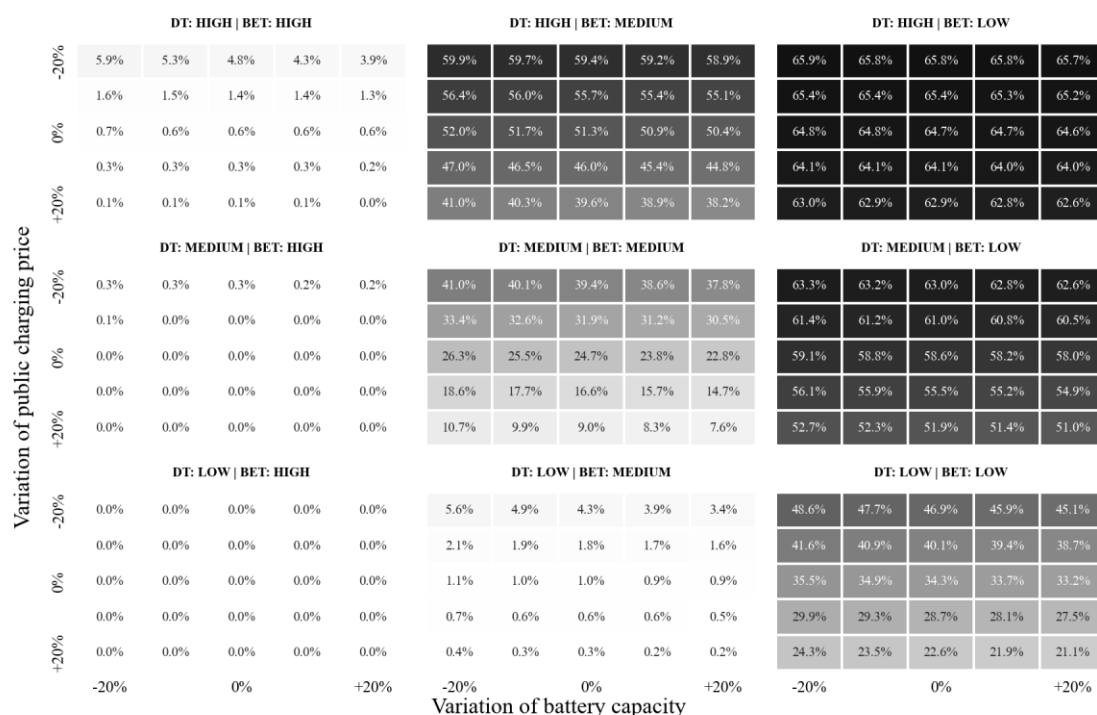 DT: HIGH | BET: HIGH DT: HIGH | BET: MEDIUM DT: HIGH | BET: LOW
-20% 5.9% 5.3% 4.8% 4.3% 3.9% 59.9% 59.7% 59.4% 59.2% 58.9% 65.9% 65.8% 65.8% 65.8% 65.7%
1.6% 1.5% 1.4% 1.4% 1.3% 56.4% 56.0% 55.7% 55.4% 55.1% 65.4% 65.4% 65.4% 65.3% 65.2%
0% 0.7% 0.6% 0.6% 0.6% 0.6% 52.0% 51.7% 51.3% 50.9% 50.4% 64.8% 64.8% 64.7% 64.7% 64.6%
0.3% 0.3% 0.3% 0.3% 0.2% 47.0% 46.5% 46.0% 45.4% 44.8% 64.1% 64.1% 64.1% 64.0% 64.0%
+20% 0.1% 0.1% 0.1% 0.1% 0.0% 41.0% 40.3% 39.6% 38.9% 38.2% 63.0% 62.9% 62.9% 62.8% 62.6%
Variation of public charging price
DT: MEDIUM | BET: HIGH DT: MEDIUM | BET: MEDIUM DT: MEDIUM | BET: LOW
-20% 0.3% 0.3% 0.3% 0.2% 0.2% 41.0% 40.1% 39.4% 38.6% 37.8% 63.3% 63.2% 63.0% 62.8% 62.6%
0.1% 0.0% 0.0% 0.0% 0.0% 33.4% 32.6% 31.9% 31.2% 30.5% 61.4% 61.2% 61.0% 60.8% 60.5%
0% 0.0% 0.0% 0.0% 0.0% 0.0% 26.3% 25.5% 24.7% 23.8% 22.8% 59.1% 58.8% 58.6% 58.2% 58.0%
0.0% 0.0% 0.0% 0.0% 0.0% 18.6% 17.7% 16.6% 15.7% 14.7% 56.1% 55.9% 55.5% 55.2% 54.9%
+20% 0.0% 0.0% 0.0% 0.0% 0.0% 10.7% 9.9% 9.0% 8.3% 7.6% 52.7% 52.3% 51.9% 51.4% 51.0%
DT: LOW | BET: HIGH DT: LOW | BET: MEDIUM DT: LOW | BET: LOW
-20% 0.0% 0.0% 0.0% 0.0% 0.0% 5.6% 4.9% 4.3% 3.9% 3.4% 48.6% 47.7% 46.9% 45.9% 45.1%
0.0% 0.0% 0.0% 0.0% 0.0% 2.1% 1.9% 1.8% 1.7% 1.6% 41.6% 40.9% 40.1% 39.4% 38.7%
0% 0.0% 0.0% 0.0% 0.0% 0.0% 1.1% 1.0% 1.0% 0.9% 0.9% 35.5% 34.9% 34.3% 33.7% 33.2%
0.0% 0.0% 0.0% 0.0% 0.0% 0.7% 0.6% 0.6% 0.6% 0.5% 29.9% 29.3% 28.7% 28.1% 27.5%
+20% 0.0% 0.0% 0.0% 0.0% 0.0% 0.4% 0.3% 0.3% 0.2% 0.2% 24.3% 23.5% 22.6% 21.9% 21.1%
-20% 0% +20% -20% 0% +20% -20% 0% +20%
Variation of battery capacity